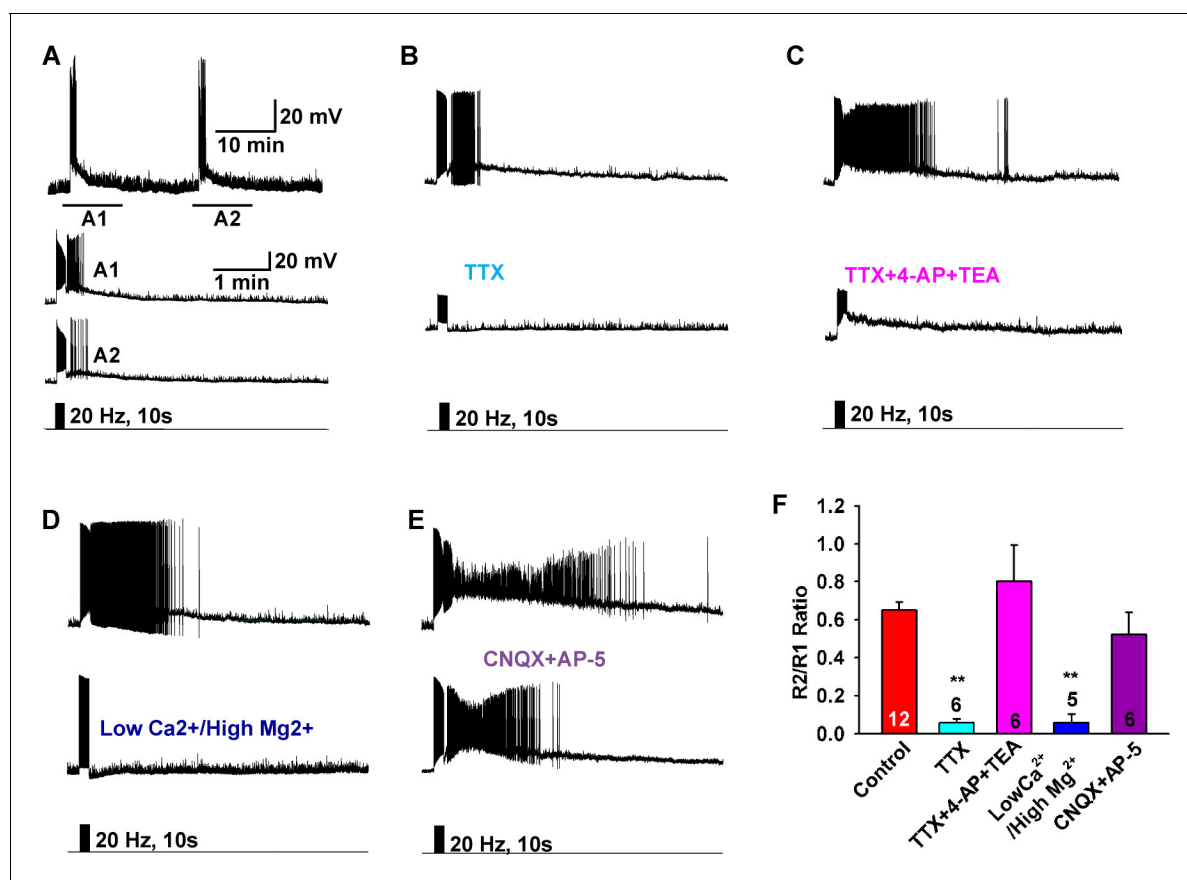 A
20 mV
10 min
A1
A2
A1
20 mV
1 min
A2
20 Hz, 10s
B
TTX
20 Hz, 10s
C
TTX+4-AP+TEA
20 Hz, 10s
D
Low Ca2+/High Mg2+
20 Hz, 10s
E
CNQX+AP-5
20 Hz, 10s
F
R2/R1 Ratio
1.2
1.0
0.8
0.6
0.4
0.2
0.0
12
**
6
6
**
5
6
Control
TTX
TTX+4-AP+TEA
LowCa²⁺
/High Mg²⁺
CNQX+AP-5